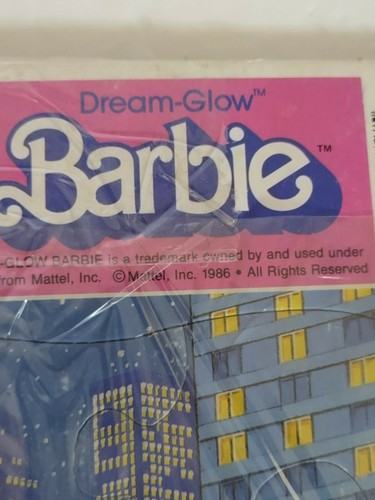 Dream-Glow™
Barbie™
-GLOW BARBIE is a trademark owned by and used under
from Mattel, Inc. ©Mattel, Inc. 1986 • All Rights Reserved